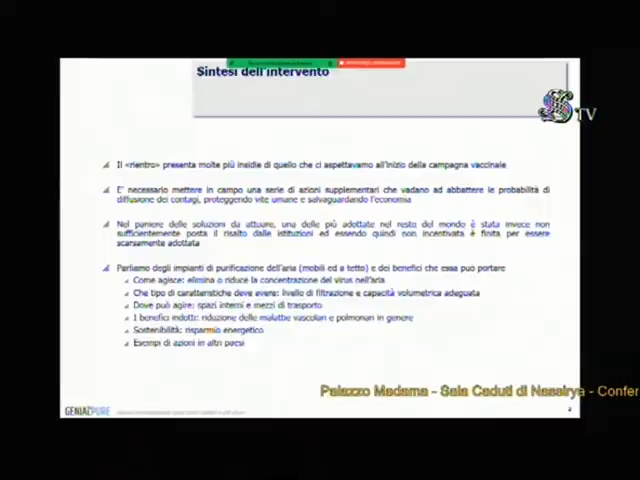 Sintesi dell'intervento
TV
Il «rientro» presenta molte più insidie di quello che ci aspettavamo all'inizio della campagna vaccinale
E' necessario mettere in campo una serie di azioni supplementari che vadano ad abbattere le probabilità di
diffusione dei contagi, proteggendo vite umane e salvaguardando l'economia
Nel paniere delle soluzioni da attuare, una delle più adottate nel resto del mondo è stata invece non
sufficientemente posta il risalto dalle istituzioni ed essendo quindi non incentivata è finita per essere
scarsamente adottata
Parliamo degli impianti di purificazione dell'aria (mobili ed a tetto) e dei benefici che essa può portare
Come agisce: elimina o riduce la concentrazione del virus nell'aria
Che tipo di caratteristiche deve avere: livello di filtrazione e capacità volumetrica adeguata
Dove può agire: spazi interni e mezzi di trasporto
I benefici indotti: riduzione delle malattie vascolari e polmonari in genere
Sostenibilità: risparmio energetico
Esempi di azioni in altri paesi
Palazzo Madama - Sala Caduti di Nassirya - Confer
2